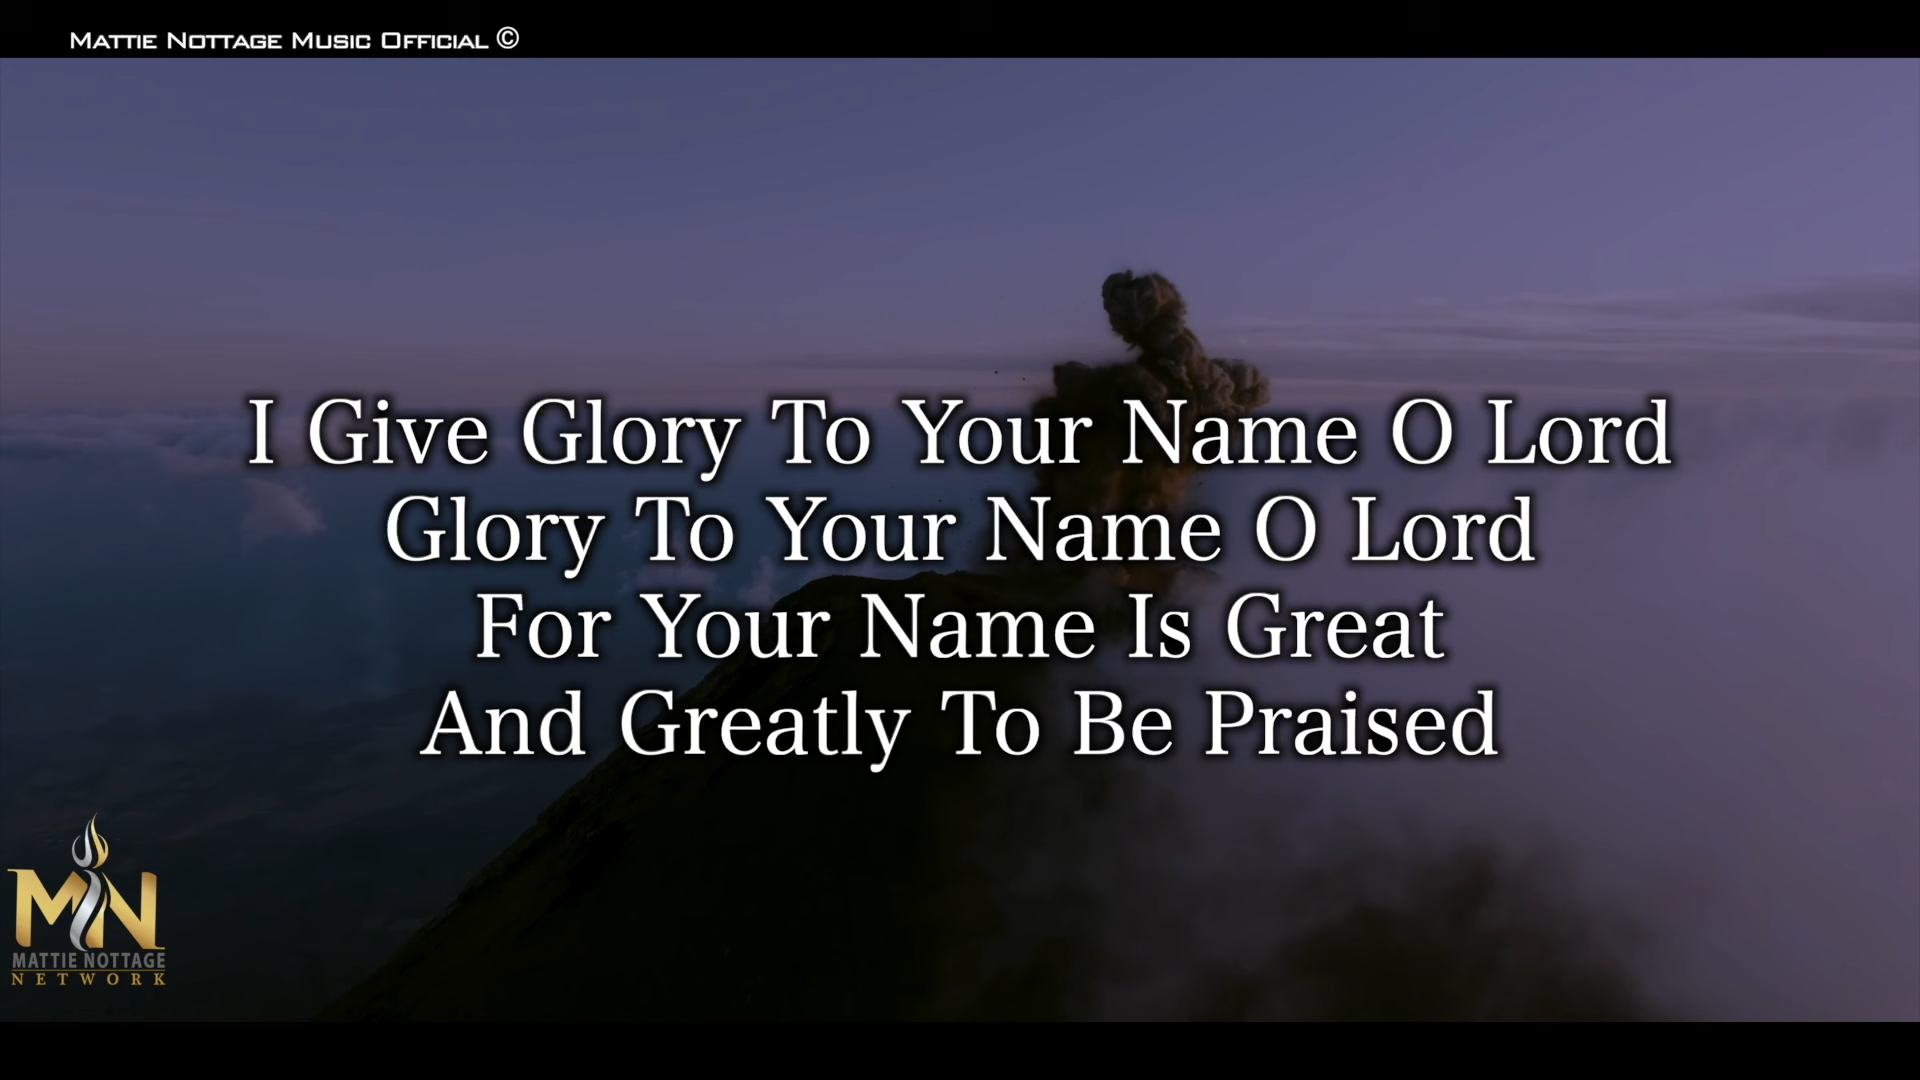 Mattie Nottage Music Official ©
I Give Glory To Your Name O Lord
Glory To Your Name O Lord
For Your Name Is Great
And Greatly To Be Praised
MN
MATTIE NOTTAGE
NETWORK